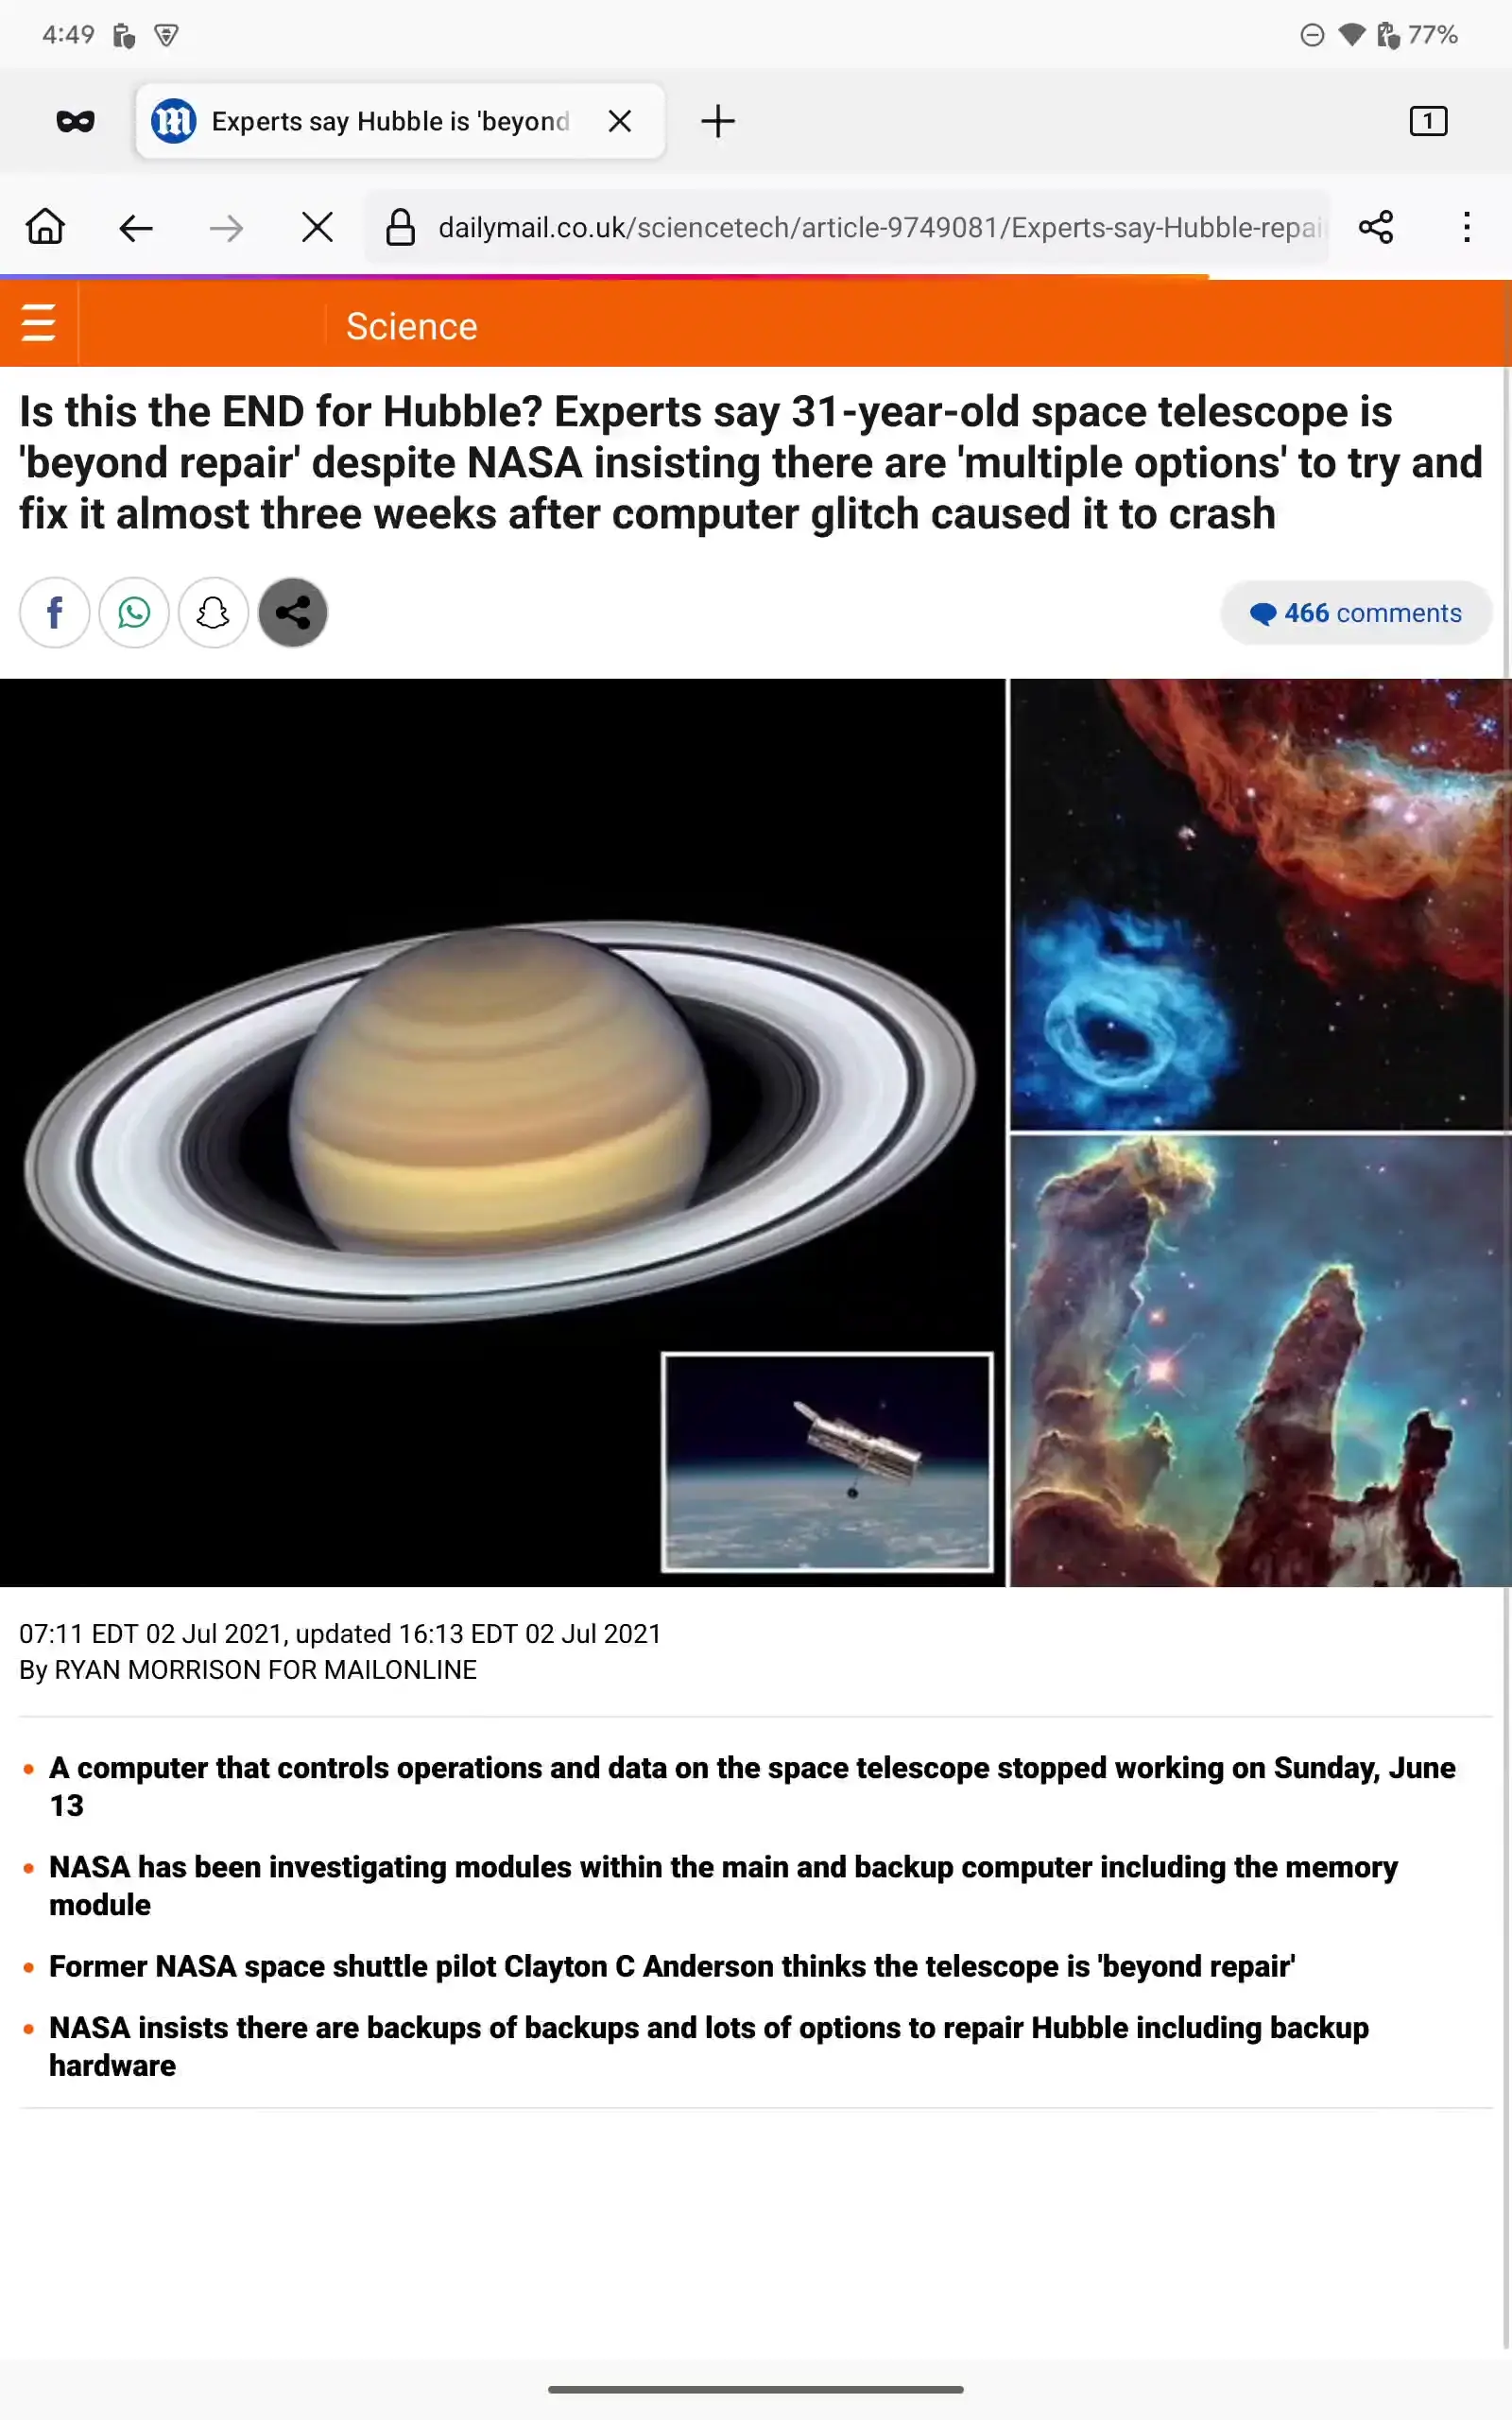 4:49
77%
Experts say Hubble is 'beyond
1
dailymail.co.uk/sciencetech/article-9749081/Experts-say-Hubble-repai
Science
Is this the END for Hubble? Experts say 31-year-old space telescope is
'beyond repair' despite NASA insisting there are 'multiple options' to try and
fix it almost three weeks after computer glitch caused it to crash
466 comments
07:11 EDT 02 Jul 2021, updated 16:13 EDT 02 Jul 2021
By RYAN MORRISON FOR MAILONLINE
• A computer that controls operations and data on the space telescope stopped working on Sunday, June
13
• NASA has been investigating modules within the main and backup computer including the memory
module
• Former NASA space shuttle pilot Clayton C Anderson thinks the telescope is 'beyond repair'
• NASA insists there are backups of backups and lots of options to repair Hubble including backup
hardware